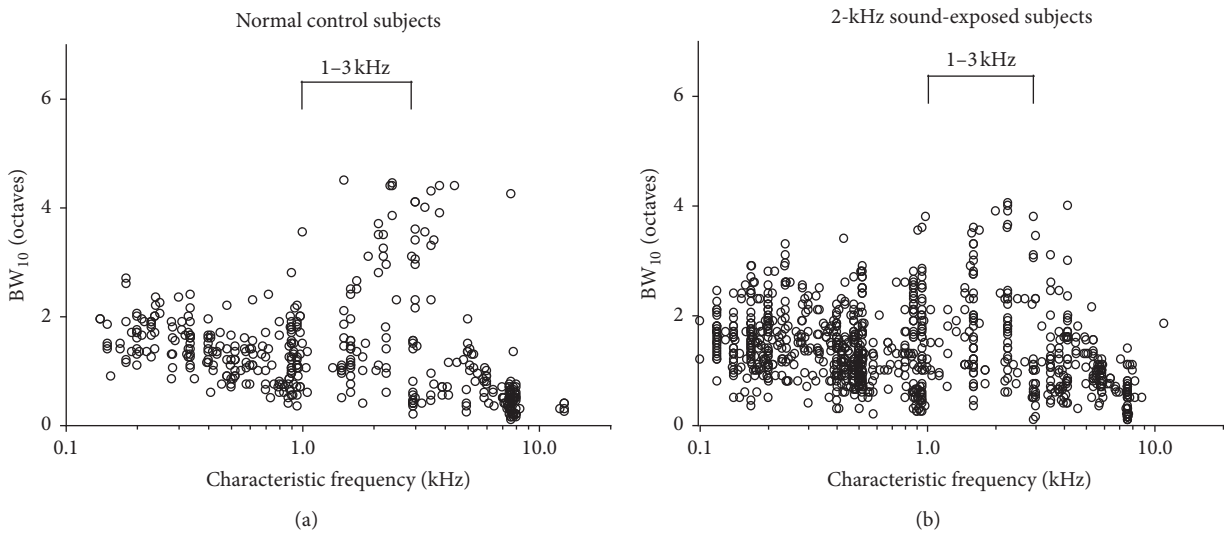 Normal control subjects
1–3 kHz
6
4
2
0
BW10 (octaves)
0.1
1.0
10.0
Characteristic frequency (kHz)
(a)
2-kHz sound-exposed subjects
1–3 kHz
6
4
2
0
BW10 (octaves)
0.1
1.0
10.0
Characteristic frequency (kHz)
(b)